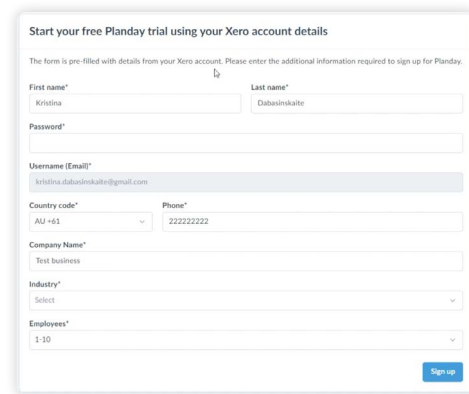 Start your free Planday trial using your Xero account details
The form is pre-filled with details from your Xero account. Please enter the additional information required to sign up for Planday.
First name* Last name*
Kristina Dabasinskaite
Password*
Username (Email)*
kristina.dabasinskaite@gmail.com
Country code* Phone*
AU +61 222222222
Company Name*
Test business
Industry*
Select
Employees*
1-10
Sign up